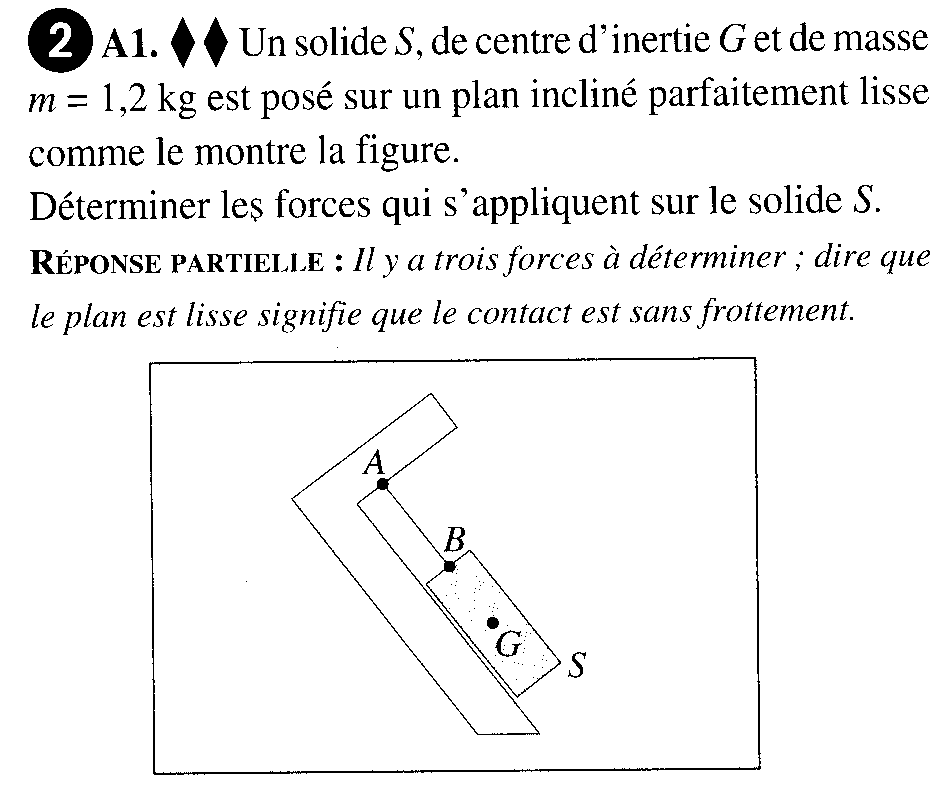 2 A1. ♦♦ Un solide S, de centre d'inertie G et de masse
m = 1,2 kg est posé sur un plan incliné parfaitement lisse
comme le montre la figure.
Déterminer les forces qui s'appliquent sur le solide S.
RÉPONSE PARTIELLE : Il y a trois forces à déterminer ; dire que
le plan est lisse signifie que le contact est sans frottement.
A
B
G
S